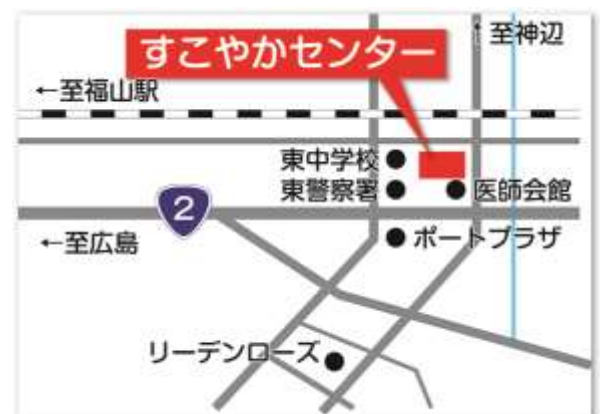 ↑至神辺
すこやかセンター
←至福山駅
東中学校
東警察署
医師会館
2
←至広島
ポートプラザ
リーデンローズ